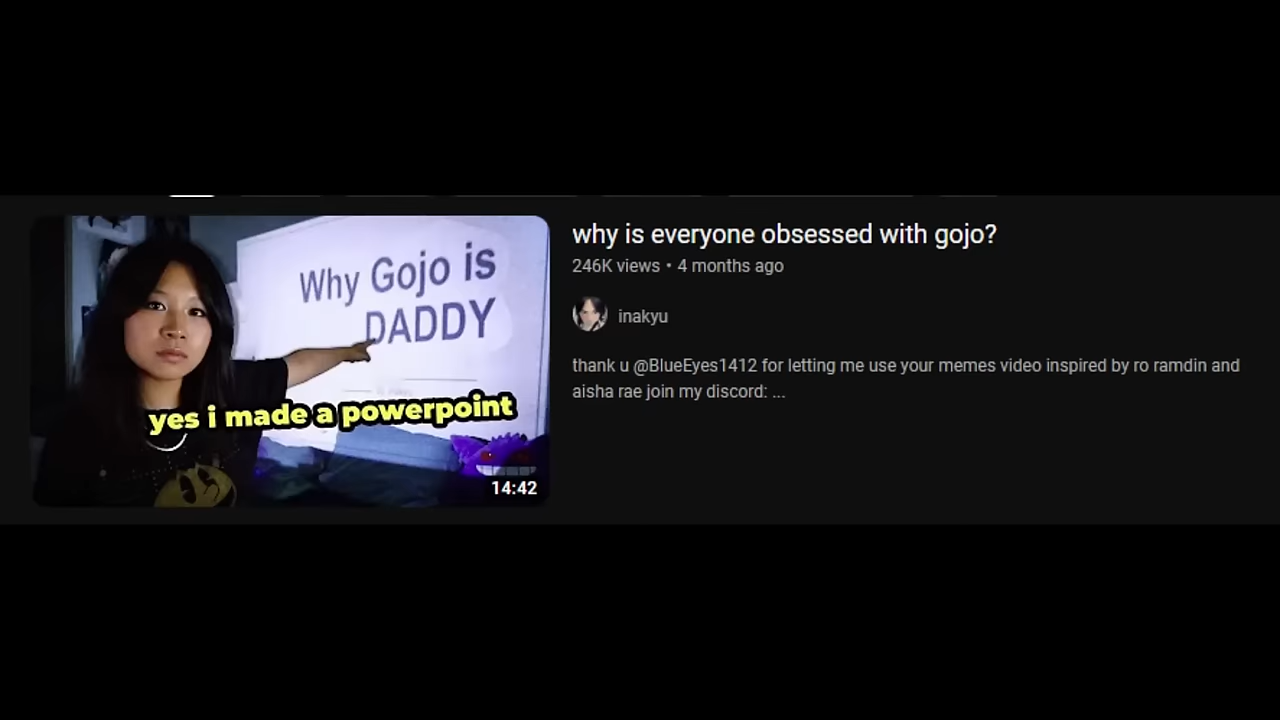 Why Gojo is
DADDY
yes i made a powerpoint
14:42
why is everyone obsessed with gojo?
246K views • 4 months ago
inakyu
thank u @BlueEyes1412 for letting me use your memes video inspired by ro ramdin and
aisha rae join my discord: ...